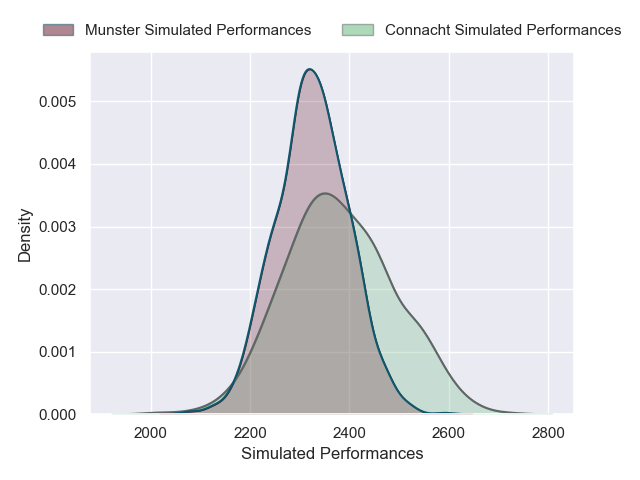 Munster Simulated Performances Connacht Simulated Performances
0.005
0.004
0.003
0.002
0.001
0.000
Density
2000 2200 2400 2600 2800
Simulated Performances